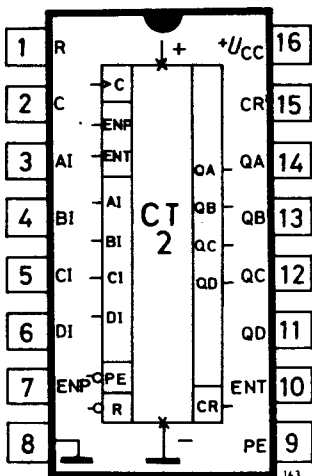 1 R + +UCC 16
2 C C CR 15
ENP
3 AI ENT QA QA 14
4 BI AI CT QB QB 13
BI 2 QC
5 CI CI QD QC 12
6 DI DI QD 11
7 ENP PE ENT 10
R CR
8 − PE 9
163